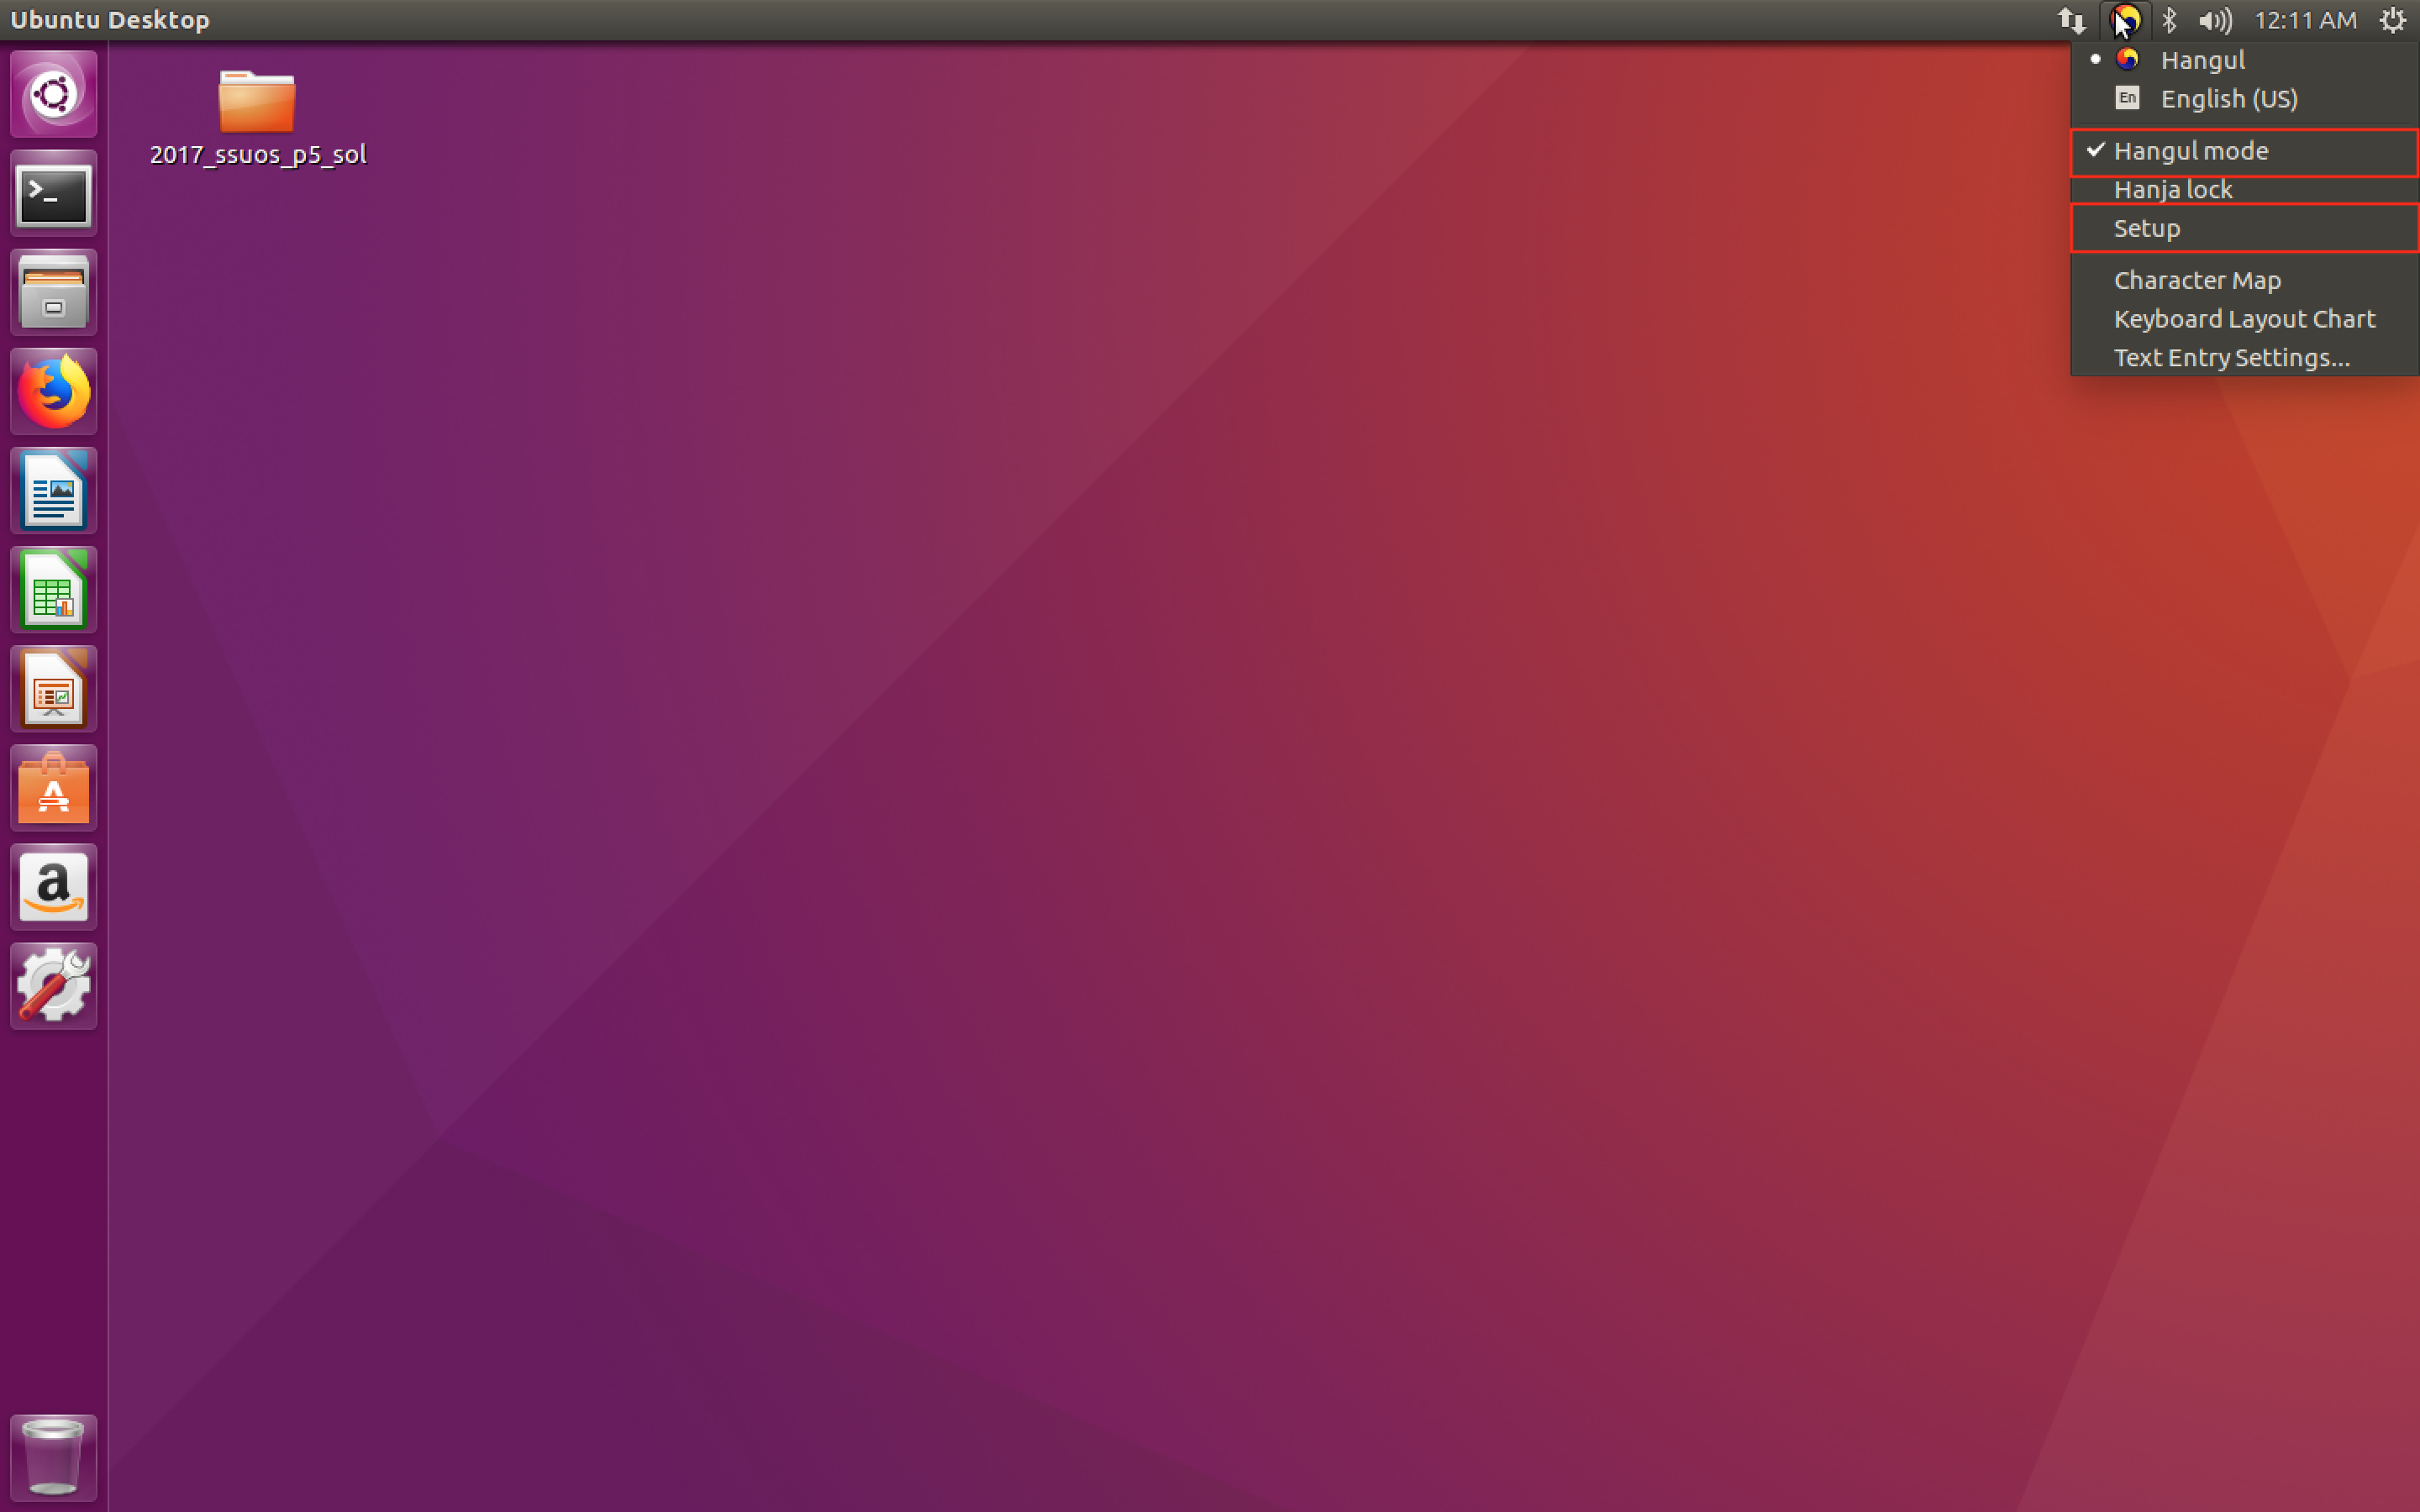 Ubuntu Desktop
12:11 AM
Hangul
En English (US)
Hangul mode
Hanja lock
Setup
Character Map
Keyboard Layout Chart
Text Entry Settings...
2017_ssuos_p5_sol